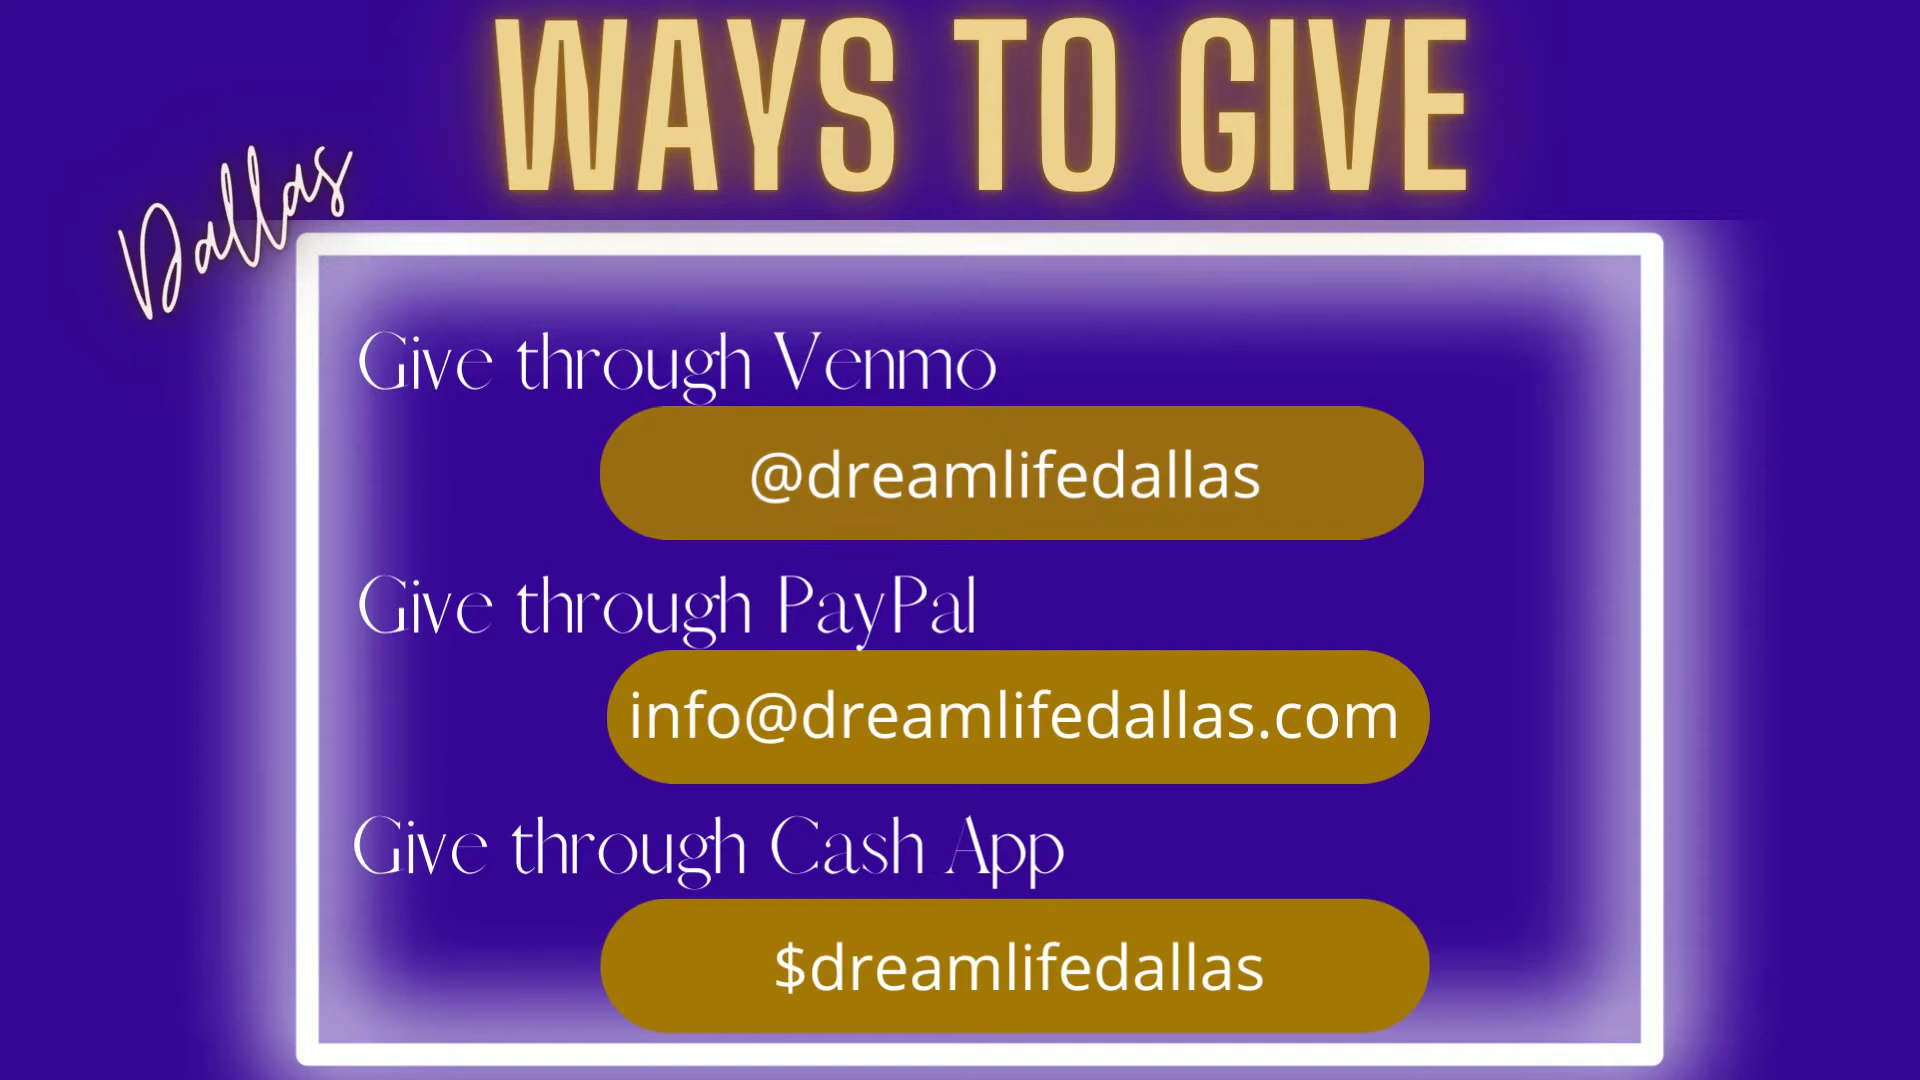 WAYS TO GIVE
Dallas
Give through Venmo
@dreamlifedallas
Give through PayPal
info@dreamlifedallas.com
Give through Cash App
$dreamlifedallas